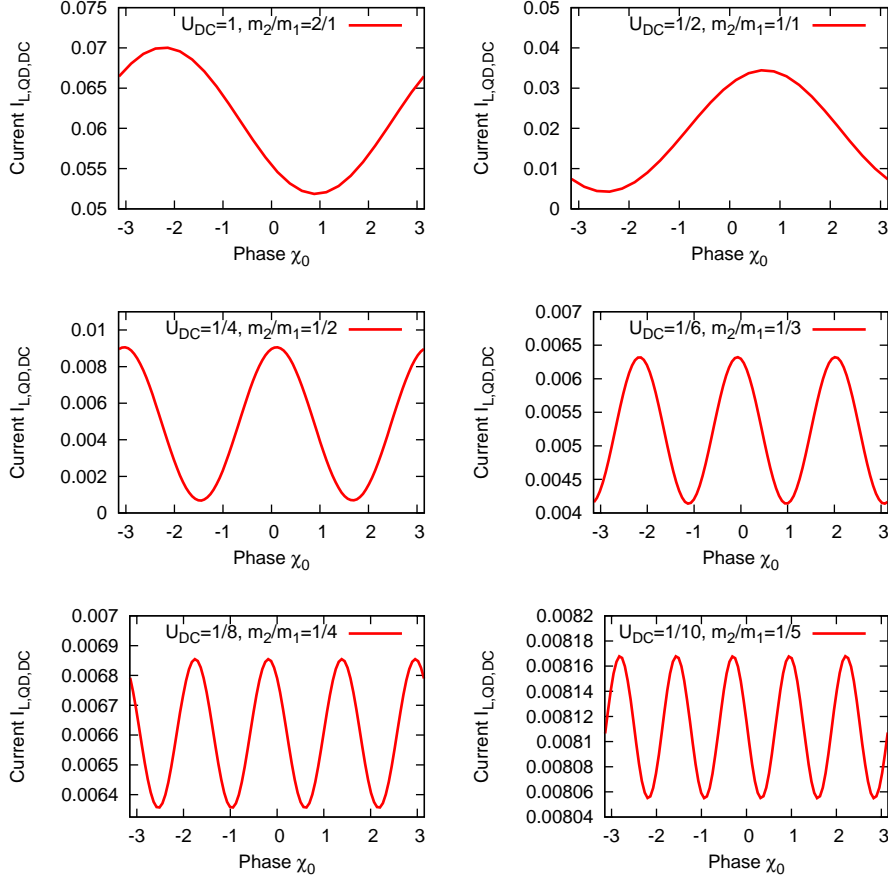 U_DC=1, m_2/m_1=2/1
0.075
0.07
0.065
0.06
0.055
0.05
Current I_L,QD,DC
-3 -2 -1 0 1 2 3
Phase χ_0
U_DC=1/2, m_2/m_1=1/1
0.05
0.04
0.03
0.02
0.01
0
Current I_L,QD,DC
-3 -2 -1 0 1 2 3
Phase χ_0
U_DC=1/4, m_2/m_1=1/2
0.01
0.008
0.006
0.004
0.002
0
Current I_L,QD,DC
-3 -2 -1 0 1 2 3
Phase χ_0
U_DC=1/6, m_2/m_1=1/3
0.007
0.0065
0.006
0.0055
0.005
0.0045
0.004
Current I_L,QD,DC
-3 -2 -1 0 1 2 3
Phase χ_0
U_DC=1/8, m_2/m_1=1/4
0.007
0.0069
0.0068
0.0067
0.0066
0.0065
0.0064
Current I_L,QD,DC
-3 -2 -1 0 1 2 3
Phase χ_0
U_DC=1/10, m_2/m_1=1/5
0.0082
0.00818
0.00816
0.00814
0.00812
0.0081
0.00808
0.00806
0.00804
Current I_L,QD,DC
-3 -2 -1 0 1 2 3
Phase χ_0